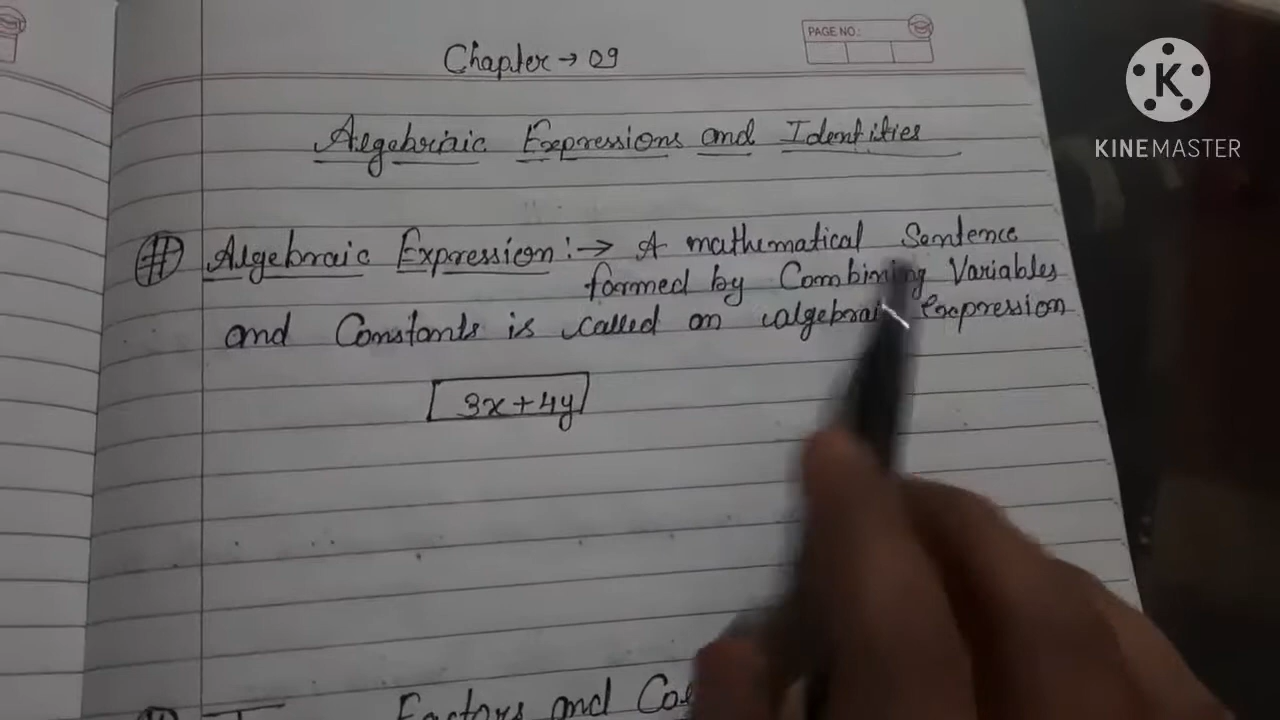 PAGE NO.:
Chapter → 09
Algebraic Expressions and Identities
# Algebraic Expression :→ A mathematical Sentence
formed by Combining Variables
and Constants is called an algebraic Expression
3x + 4y
Factors and
K
KINEMASTER